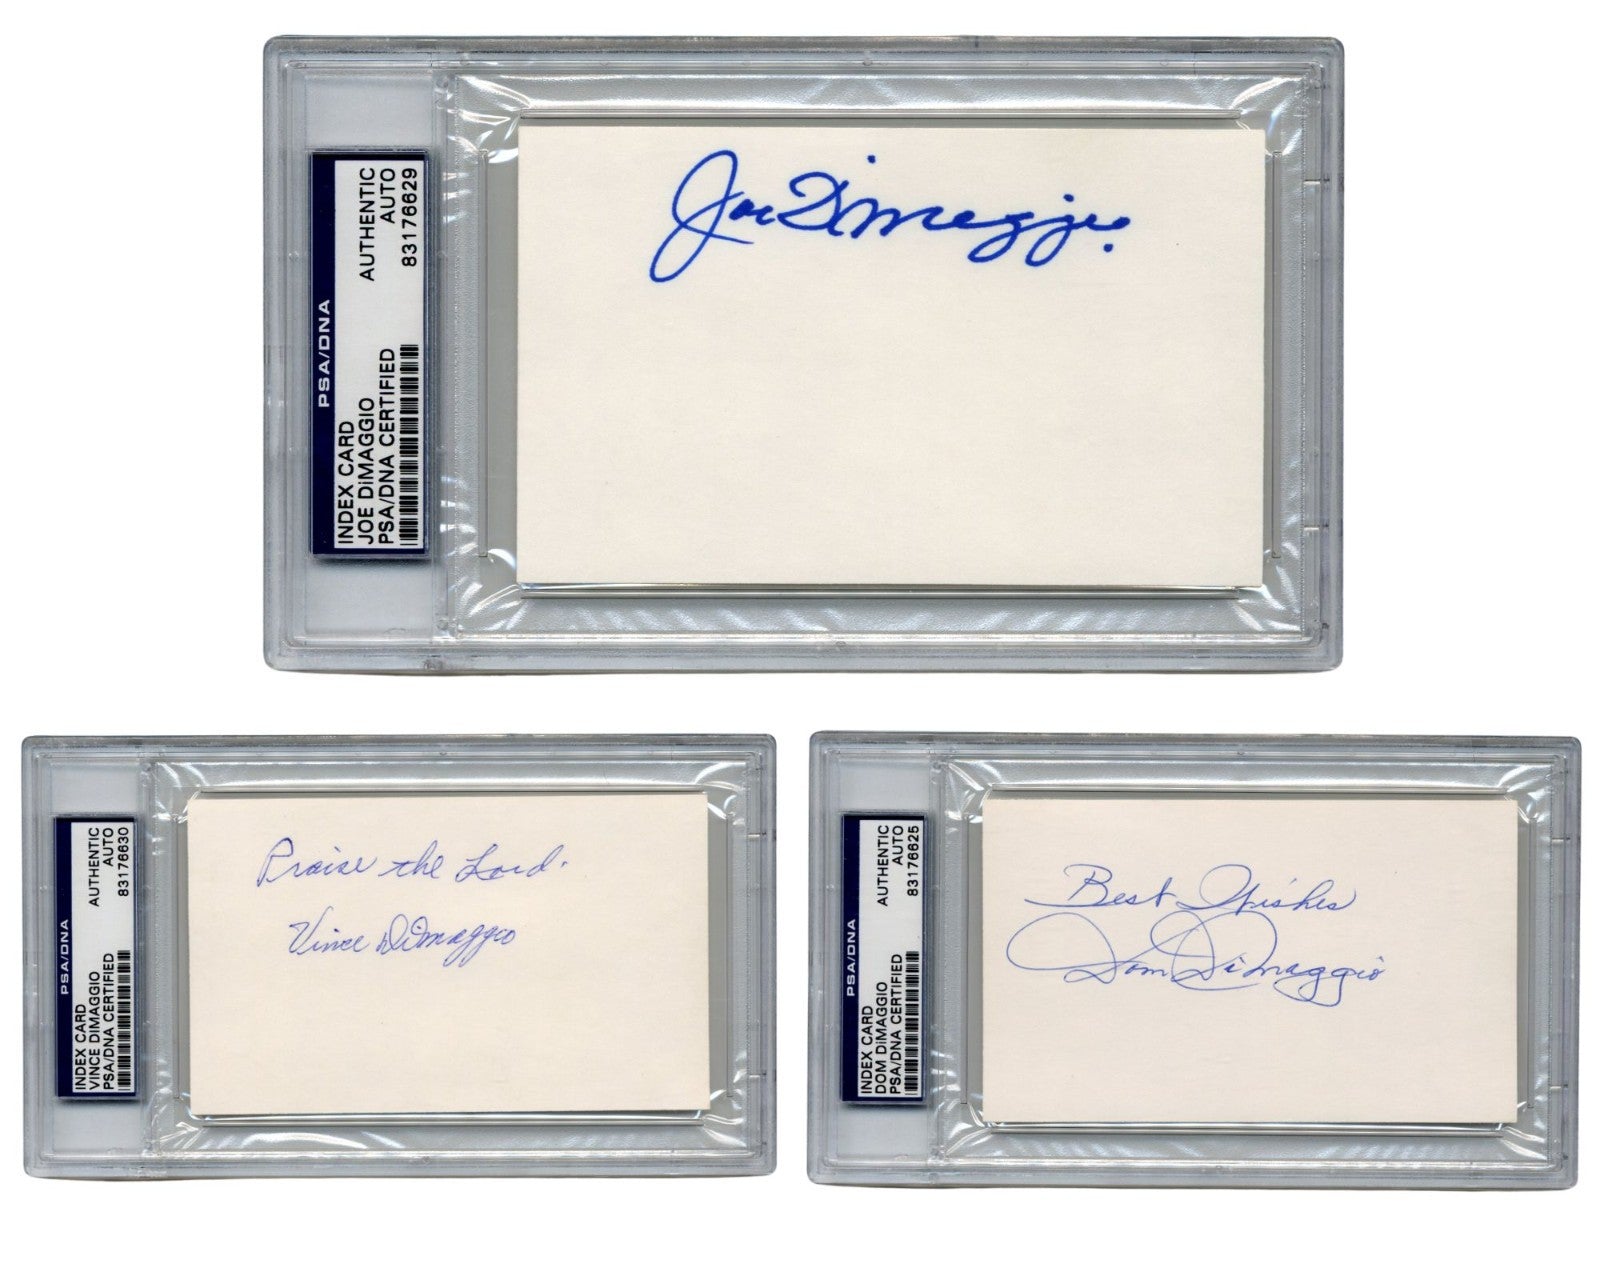 PSA/DNA
INDEX CARD AUTHENTIC
JOE DiMAGGIO AUTO
PSA/DNA CERTIFIED 83176629
Joe DiMaggio
PSA/DNA
INDEX CARD AUTHENTIC
VINCE DiMAGGIO AUTO
PSA/DNA CERTIFIED 83176630
Praise the Lord.
Vince DiMaggio
PSA/DNA
INDEX CARD AUTHENTIC
DOM DiMAGGIO AUTO
PSA/DNA CERTIFIED 83176625
Best Wishes
Dom DiMaggio